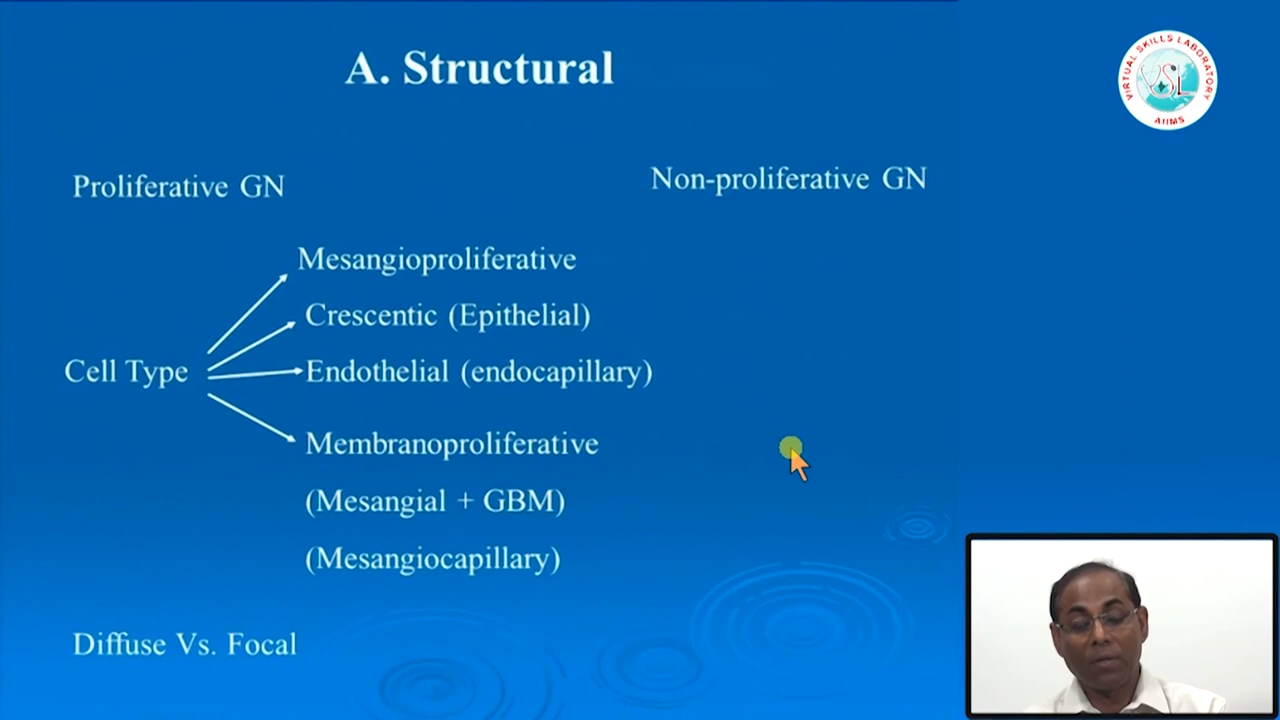 A. Structural
VIRTUAL SKILLS LABORATORY
VSL
AIIMS
Proliferative GN
Non-proliferative GN
Mesangioproliferative
Crescentic (Epithelial)
Cell Type
Endothelial (endocapillary)
Membranoproliferative
(Mesangial + GBM)
(Mesangiocapillary)
Diffuse Vs. Focal